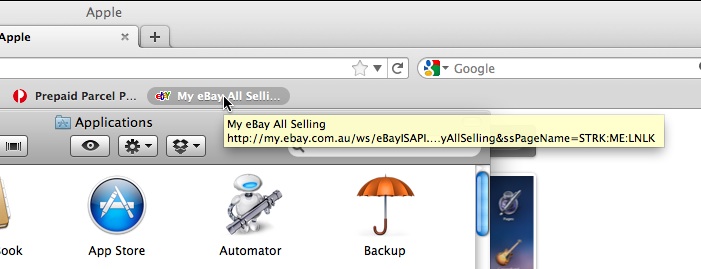 Apple
Apple
Google
Prepaid Parcel P...
My eBay All Selli...
Applications
My eBay All Selling
http://my.ebay.com.au/ws/eBayISAPI....yAllSelling&ssPageName=STRK:ME:LNLK
Book
App Store
Automator
Backup